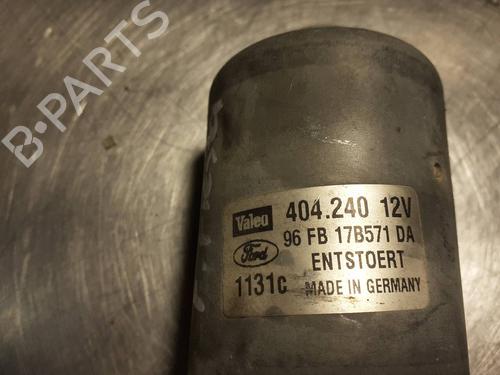 B-PARTS
Valeo 404.240 12V
Ford 96 FB 17B571 DA
ENTSTOERT
1131c MADE IN GERMANY